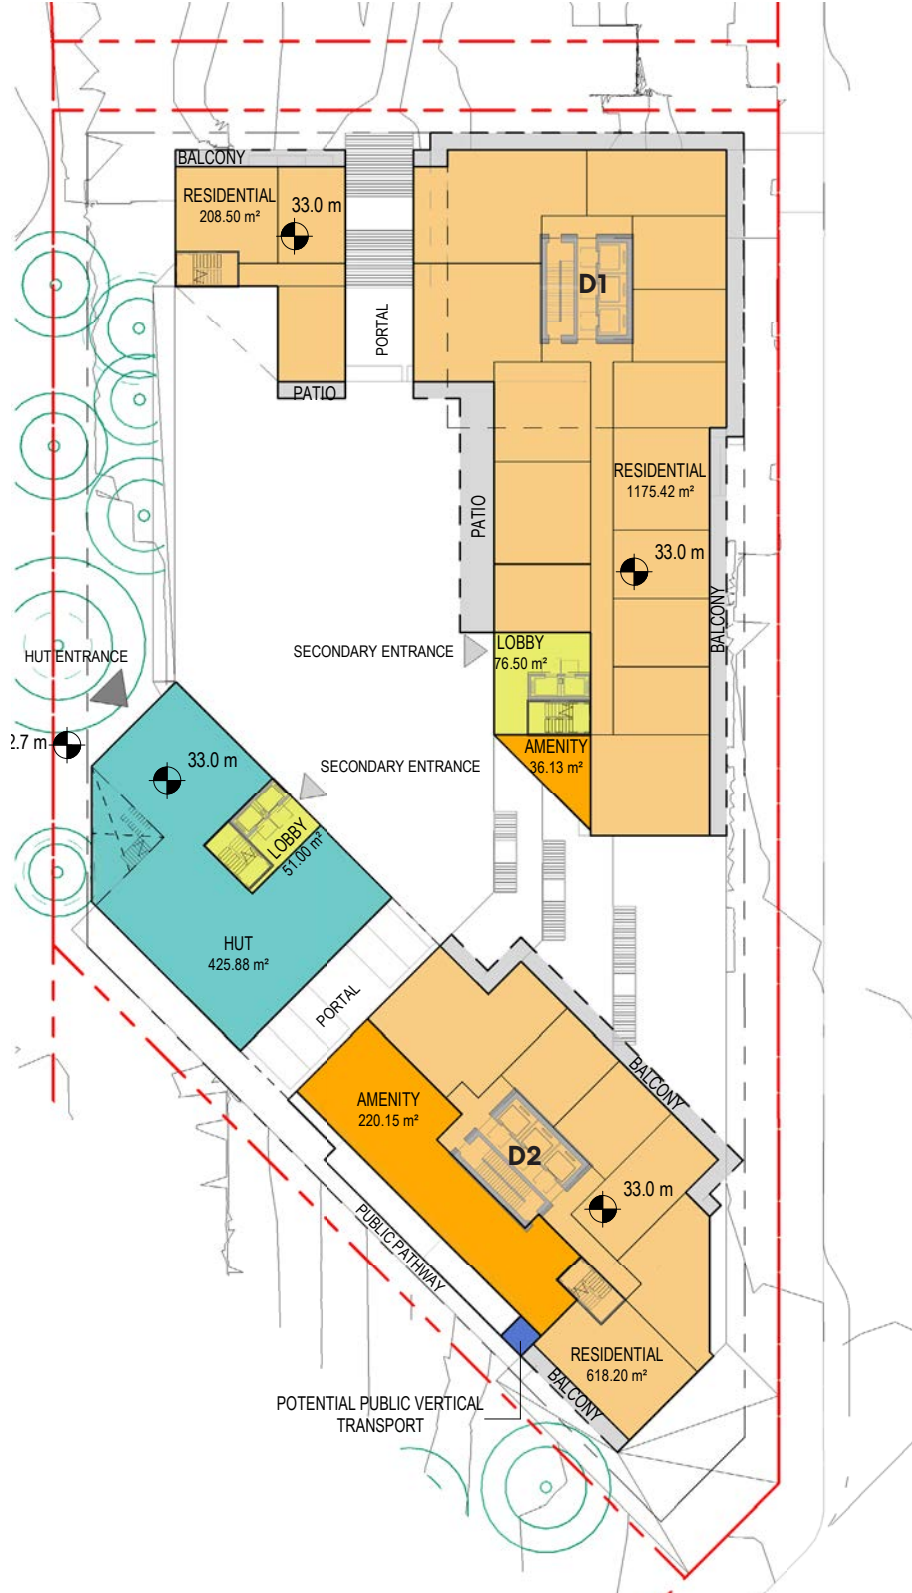 BALCONY
RESIDENTIAL
208.50 m²
33.0 m
D1
PORTAL
PATIO
RESIDENTIAL
1175.42 m²
PATIO
33.0 m
BALCONY
LOBBY
76.50 m²
SECONDARY ENTRANCE
HUT ENTRANCE
AMENITY
36.13 m²
2.7 m
33.0 m
SECONDARY ENTRANCE
LOBBY
51.00 m²
HUT
425.88 m²
PORTAL
BALCONY
AMENITY
220.15 m²
D2
33.0 m
PUBLIC PATHWAY
RESIDENTIAL
618.20 m²
BALCONY
POTENTIAL PUBLIC VERTICAL
TRANSPORT